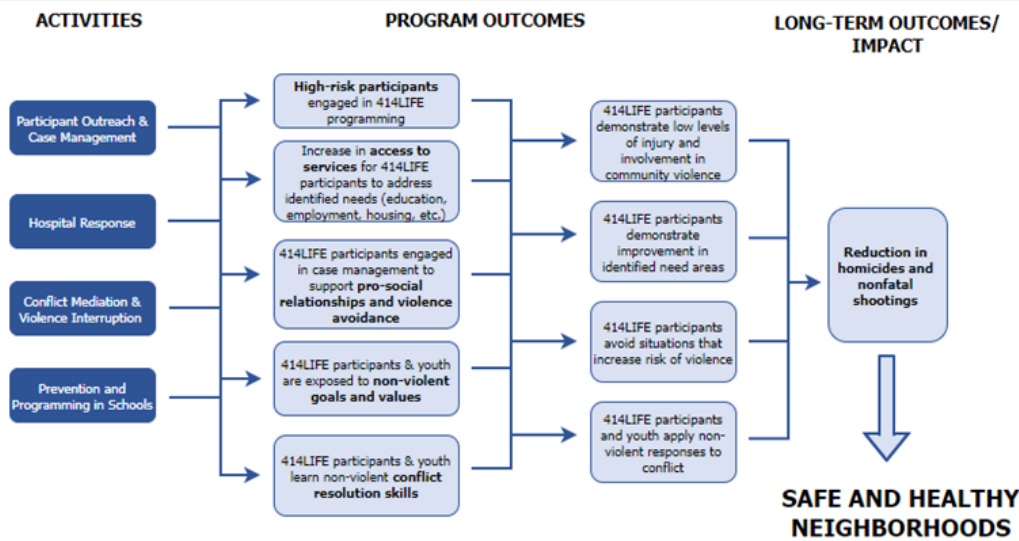 ACTIVITIES
PROGRAM OUTCOMES
LONG-TERM OUTCOMES/
IMPACT
Participant Outreach &
Case Management
Hospital Response
Conflict Mediation &
Violence Interruption
Prevention and
Programming in Schools
High-risk participants
engaged in 414LIFE
programming
Increase in access to
services for 414LIFE
participants to address
identified needs (education,
employment, housing, etc.)
414LIFE participants engaged
in case management to
support pro-social
relationships and violence
avoidance
414LIFE participants & youth
are exposed to non-violent
goals and values
414LIFE participants & youth
learn non-violent conflict
resolution skills
414LIFE participants
demonstrate low levels
of injury and
involvement in
community violence
414LIFE participants
demonstrate
improvement in
identified need areas
414LIFE participants
avoid situations that
increase risk of violence
414LIFE participants
and youth apply non-
violent responses to
conflict
Reduction in
homicides and
nonfatal
shootings
SAFE AND HEALTHY
NEIGHBORHOODS